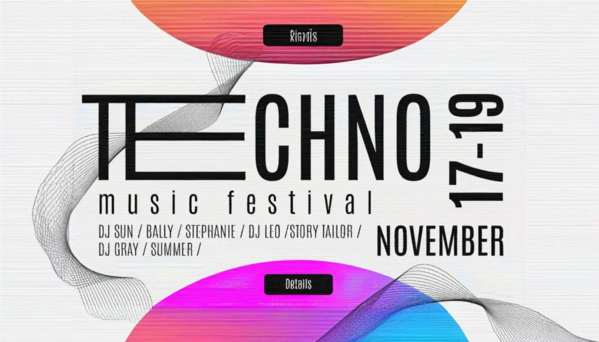 TECHNO
music festival
DJ SUN / BALLY / STEPHANIE / DJ LEO /STORY TAILOR /
DJ GRAY / SUMMER /
17-19
NOVEMBER
Details